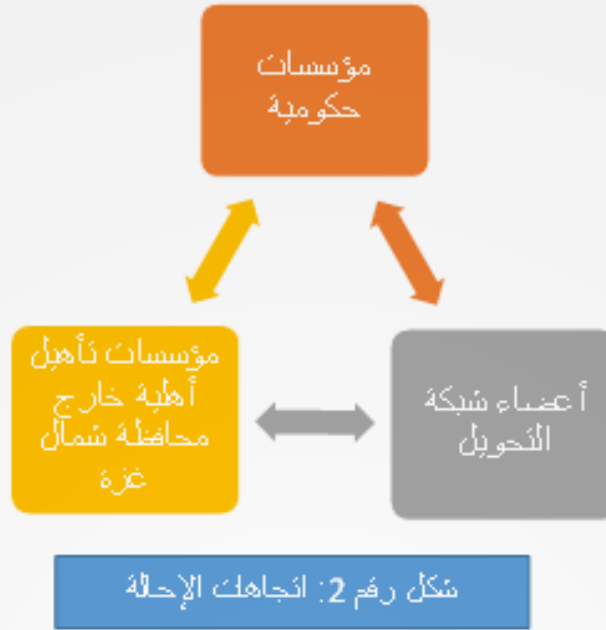 مؤسسات
حكومية
مؤسسات تأهيل
أهلية خارج
محافظة شمال
غزة
أعضاء شبكة
التحويل
شكل رقم 2: اتجاهات الإحالة